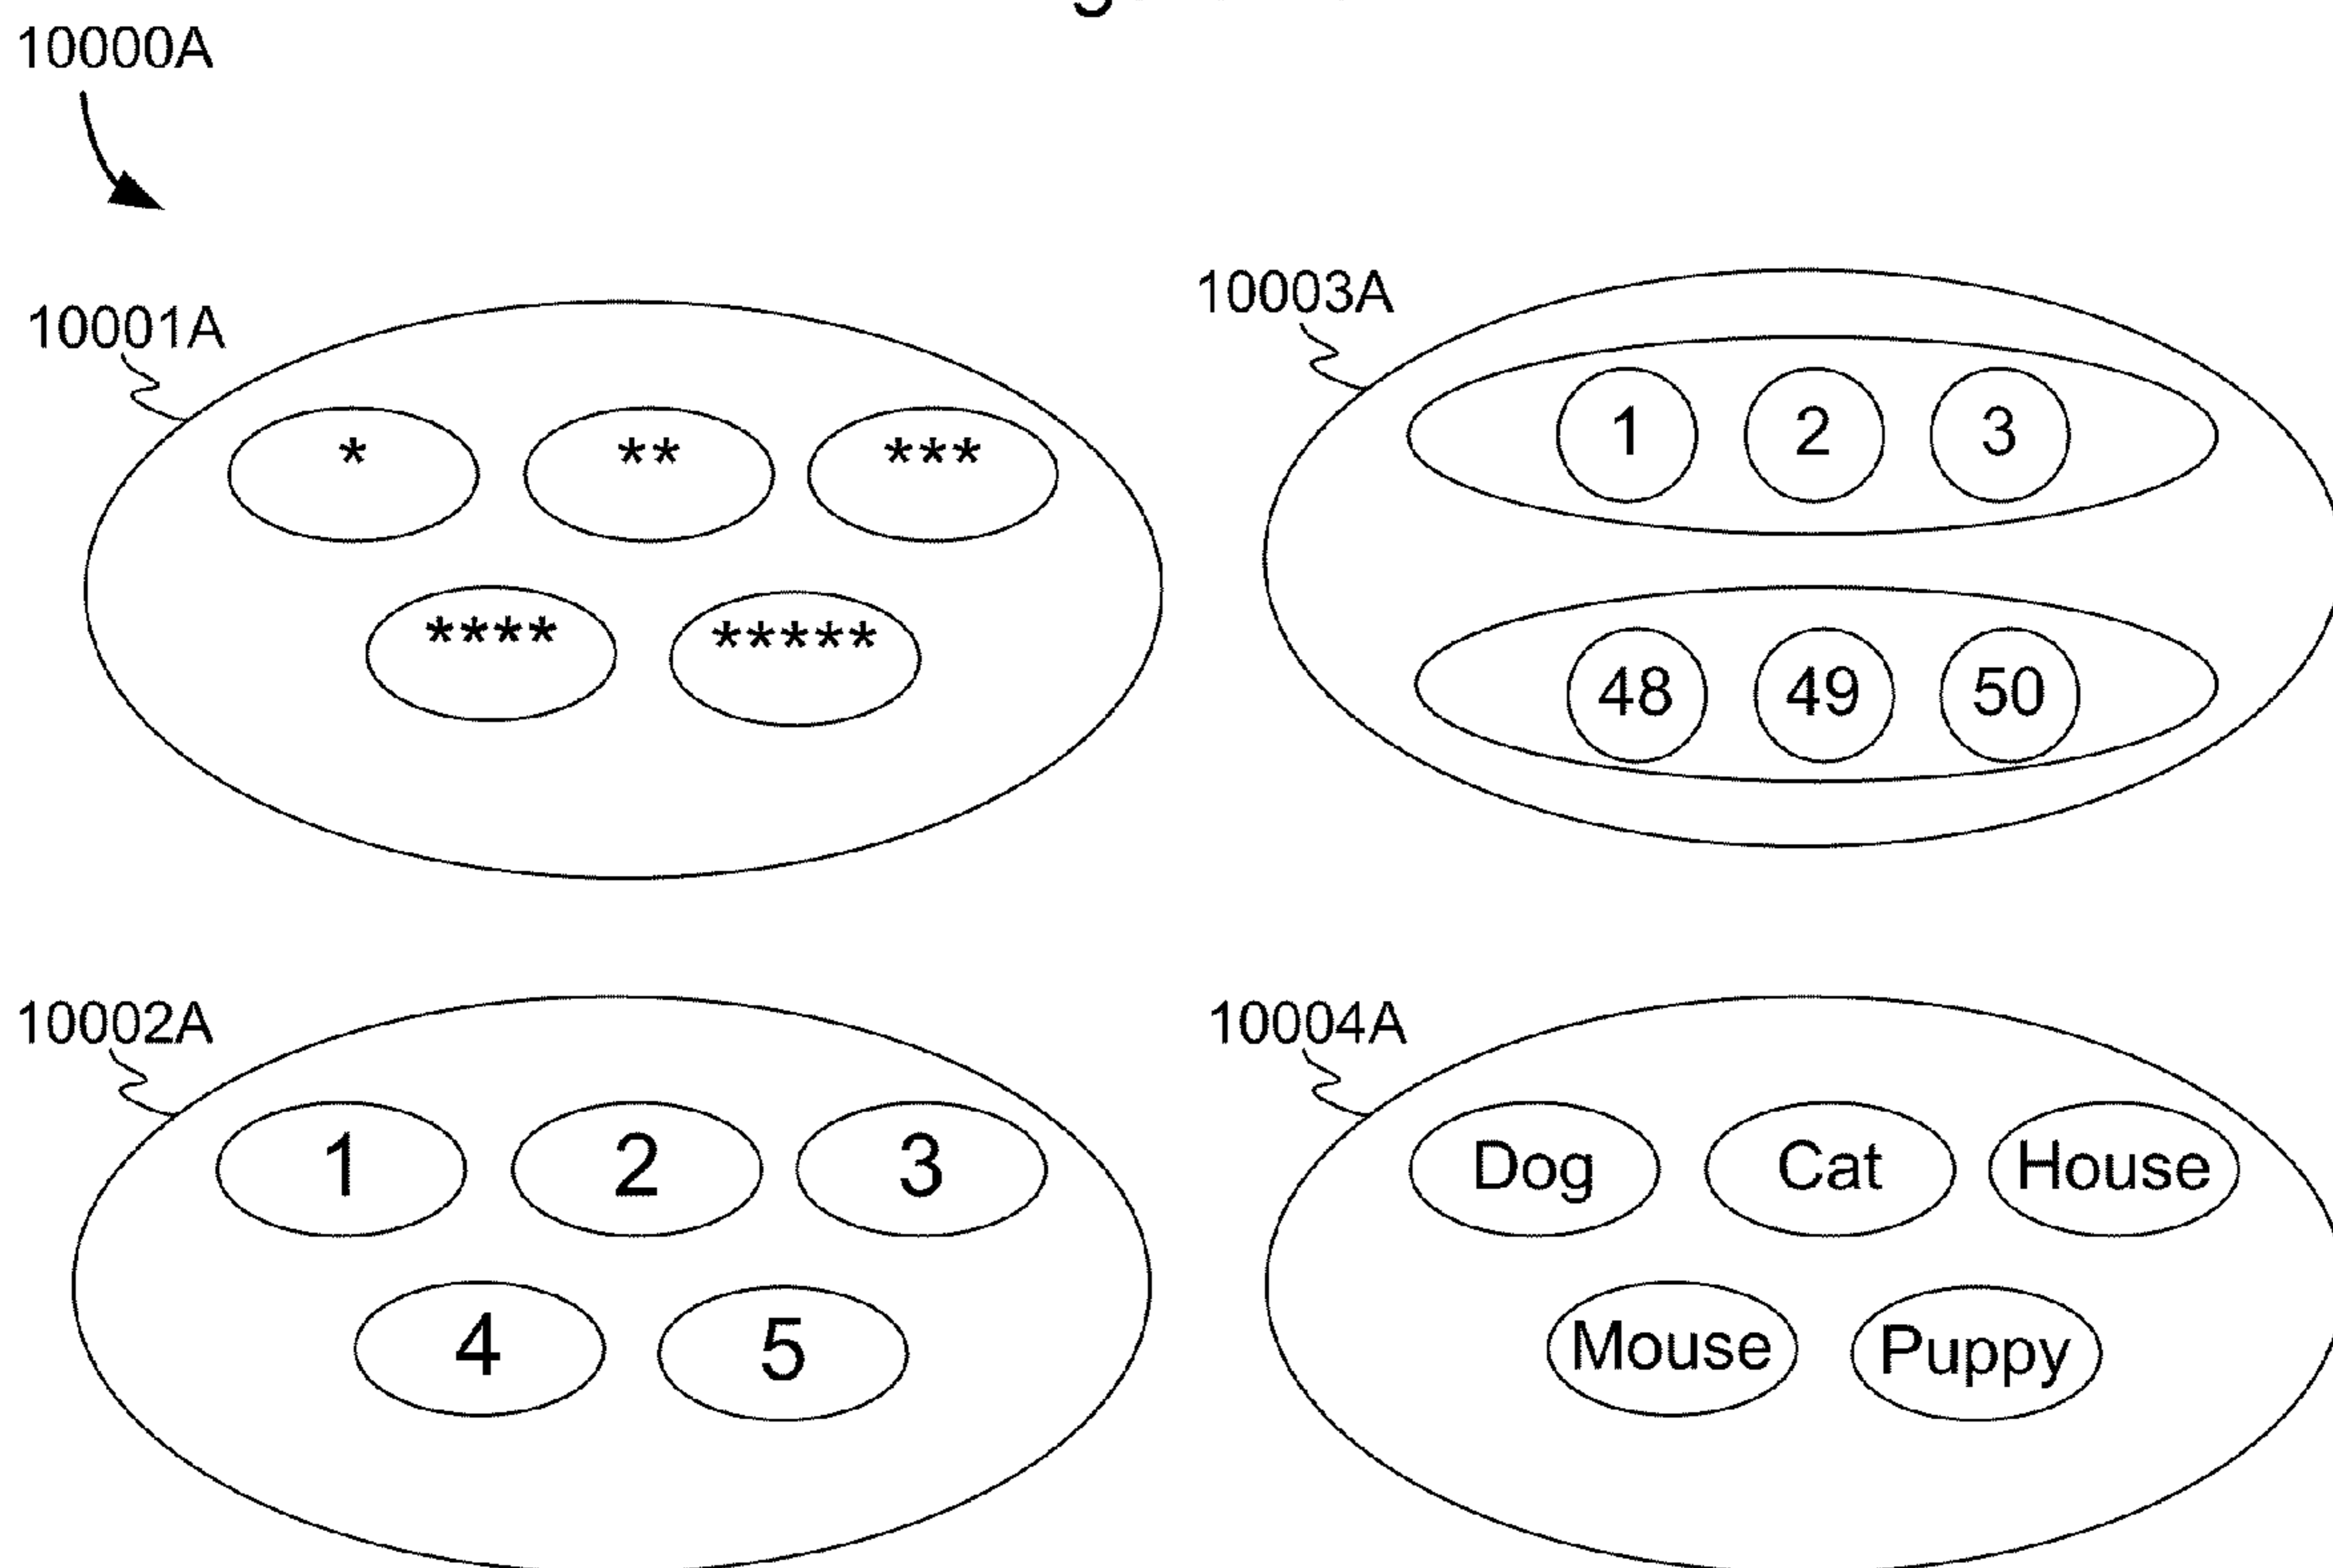 10000A
10001A
* ** ***
**** *****
10003A
1 2 3
48 49 50
10002A
1 2 3
4 5
10004A
Dog Cat House
Mouse Puppy